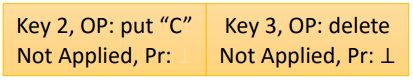 Key 2, OP: put “C”
Not Applied, Pr: ⊥
Key 3, OP: delete
Not Applied, Pr: ⊥